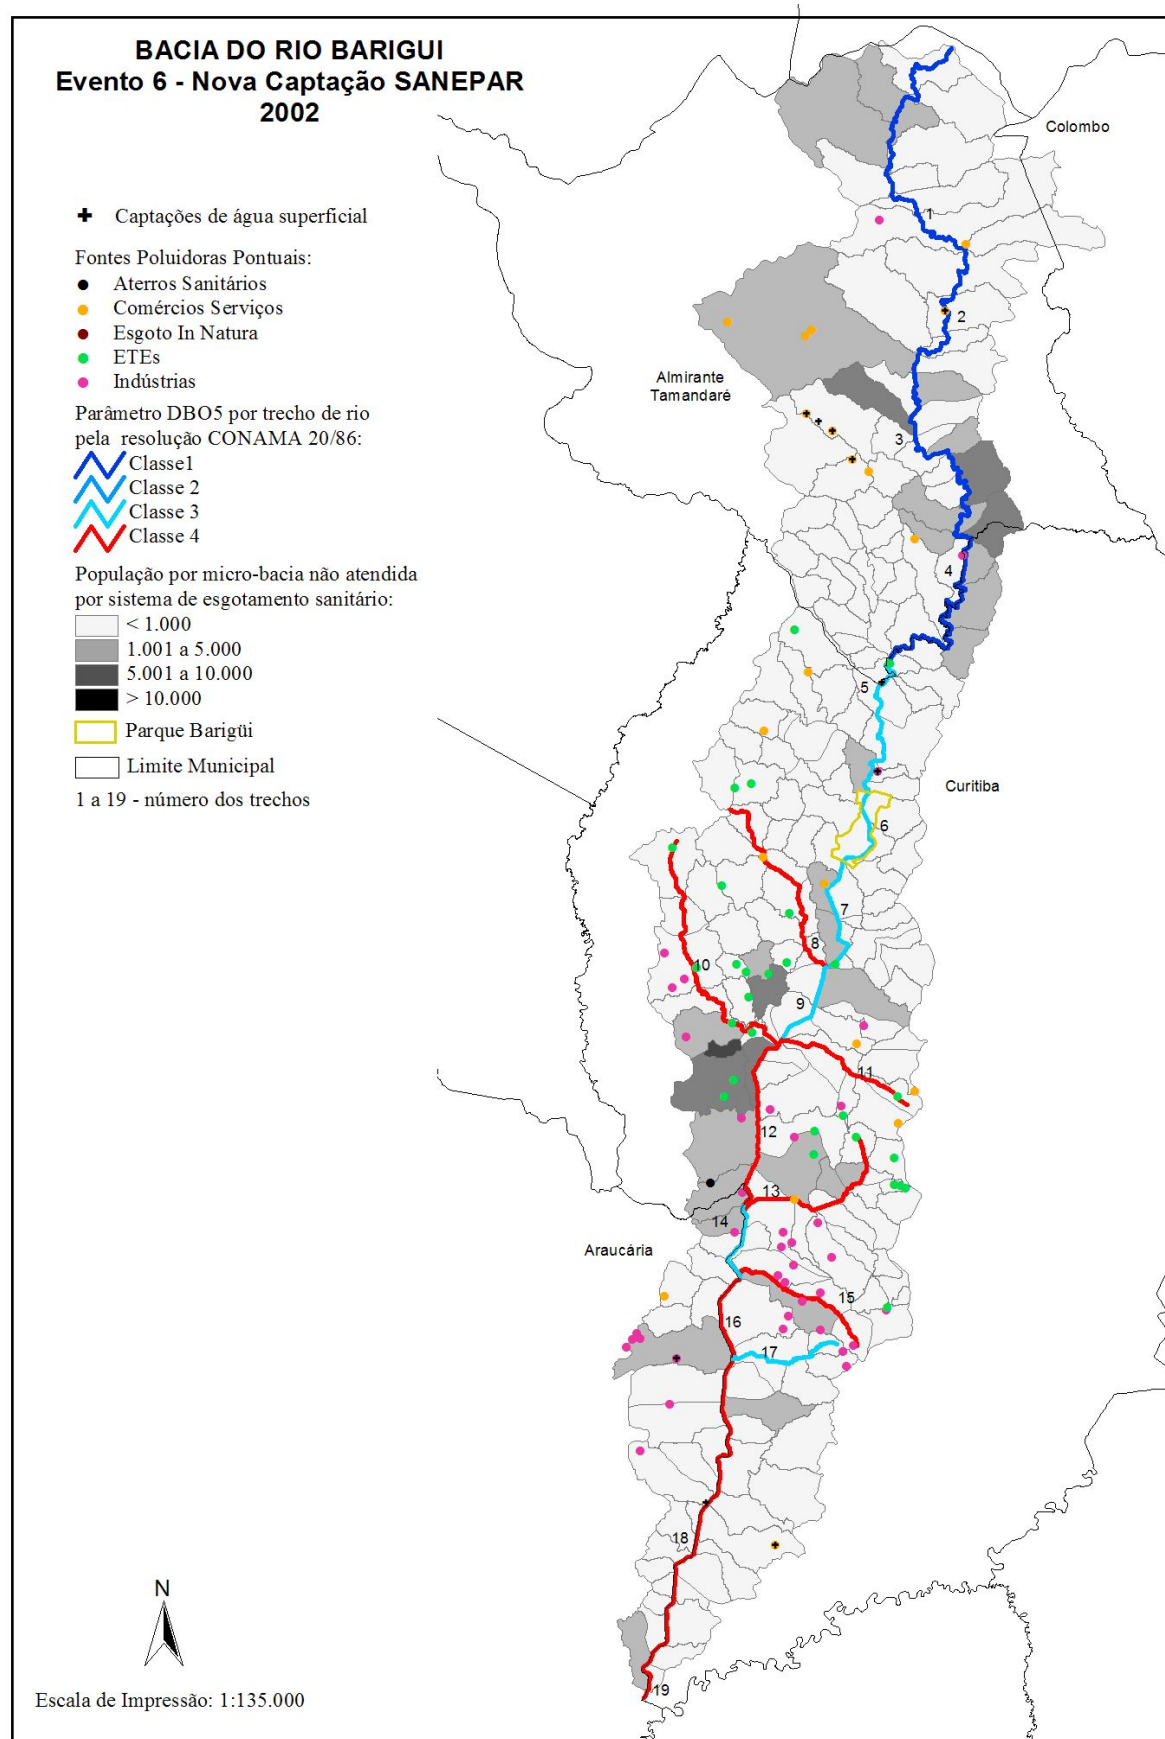 BACIA DO RIO BARIGUI
Evento 6 - Nova Captação SANEPAR
2002
Captações de água superficial
Fontes Poluidoras Pontuais:
Aterros Sanitários
Comércios Serviços
Esgoto In Natura
ETEs
Indústrias
Parâmetro DBO5 por trecho de rio
pela resolução CONAMA 20/86:
Classe1
Classe 2
Classe 3
Classe 4
População por micro-bacia não atendida
por sistema de esgotamento sanitário:
< 1.000
1.001 a 5.000
5.001 a 10.000
> 10.000
Parque Barigüi
Limite Municipal
1 a 19 - número dos trechos
N
Escala de Impressão: 1:135.000
Colombo
1
2
Almirante
Tamandaré
3
4
5
Curitiba
6
7
8
10
9
11
12
13
14
Araucária
15
16
17
18
19